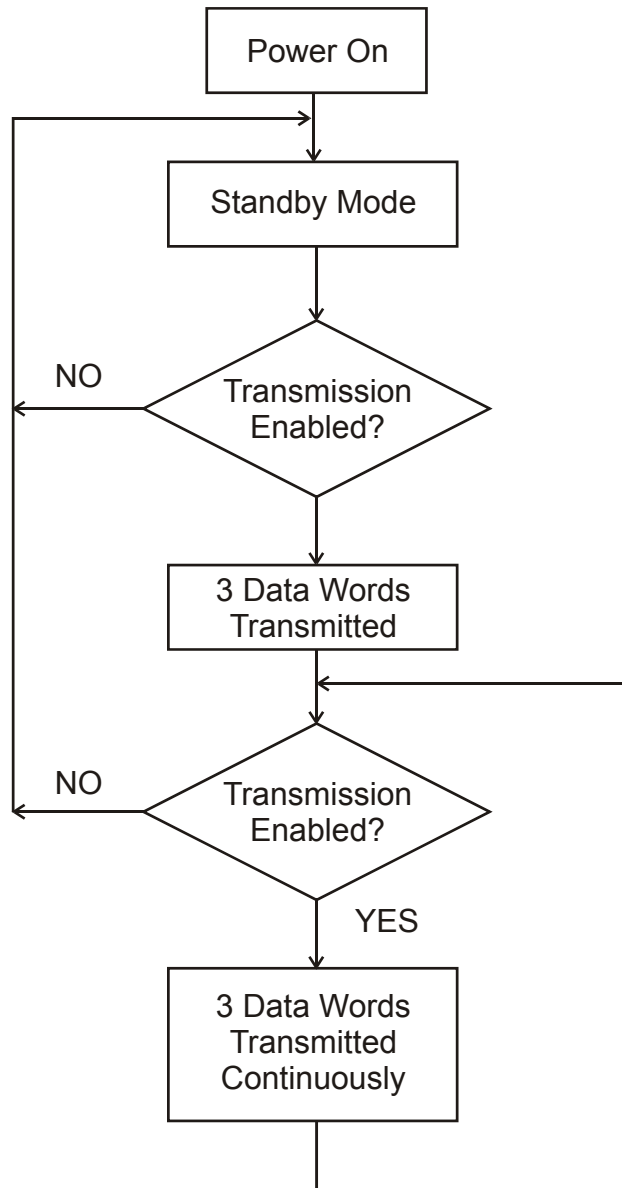 Power On
Standby Mode
NO
Transmission
Enabled?
3 Data Words
Transmitted
NO
Transmission
Enabled?
YES
3 Data Words
Transmitted
Continuously